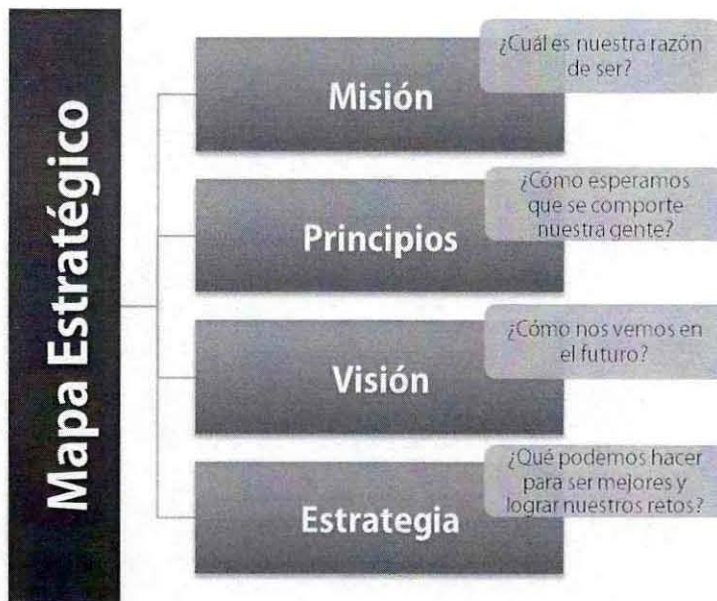 Mapa Estratégico
¿Cuál es nuestra razón
de ser?
Misión
¿Cómo esperamos
que se comporte
nuestra gente?
Principios
¿Cómo nos vemos en
el futuro?
Visión
¿Qué podemos hacer
para ser mejores y
lograr nuestros retos?
Estrategia